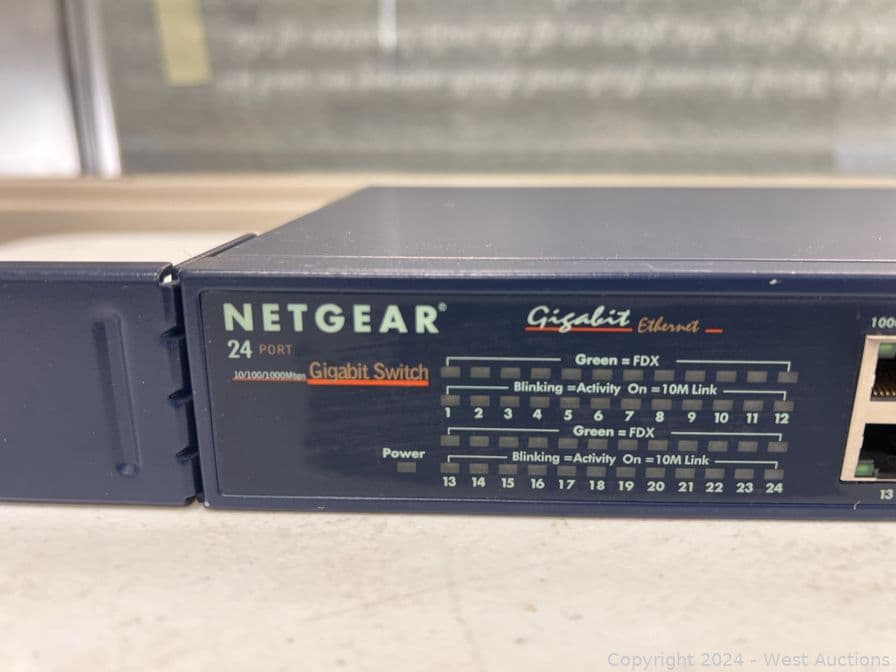 NETGEAR®
24 PORT
10/100/1000Mbps Gigabit Switch
Gigabit Ethernet
Green = FDX
Blinking =Activity On =10M Link
1 2 3 4 5 6 7 8 9 10 11 12
Green = FDX
Power
Blinking =Activity On =10M Link
13 14 15 16 17 18 19 20 21 22 23 24
13
Copyright 2024 - West Auctions